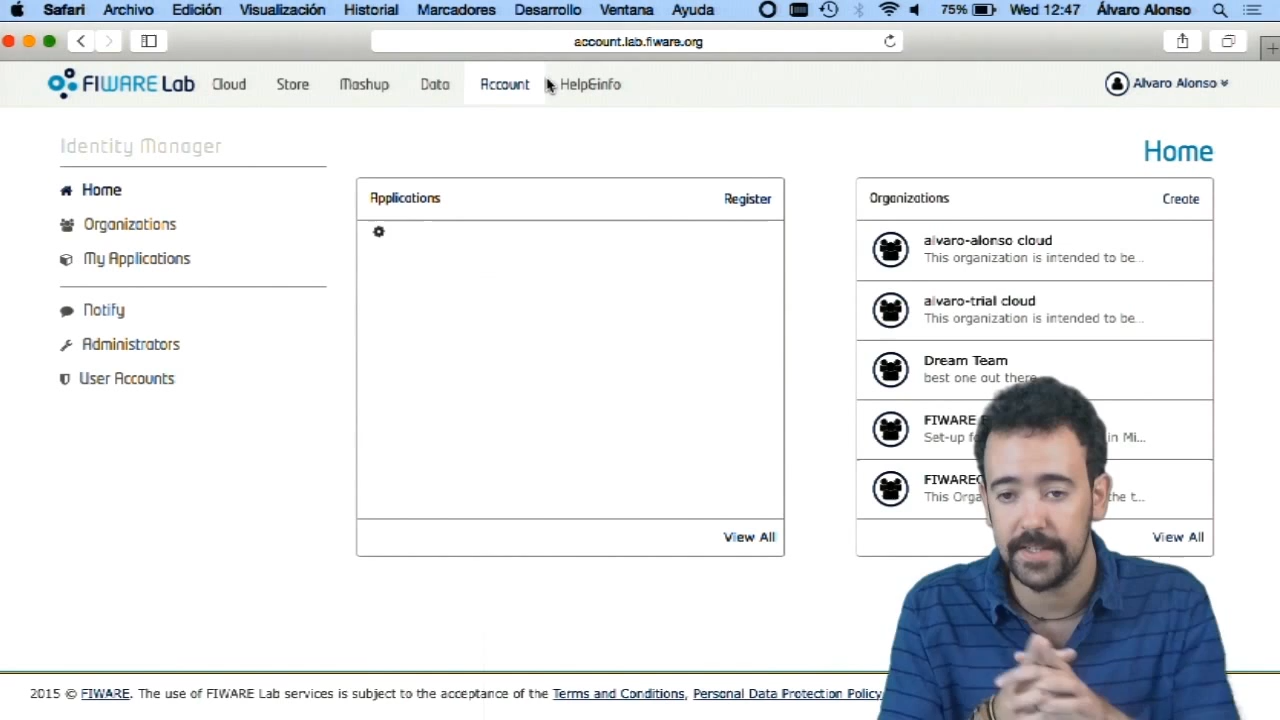 Safari Archivo Edición Visualización Historial Marcadores Desarrollo Ventana Ayuda 75% Wed 12:47 Álvaro Alonso
account.lab.fiware.org
FIWARE Lab Cloud Store Mashup Data Account Help&info Alvaro Alonso
Identity Manager
Home
Home
Organizations
My Applications
Notify
Administrators
User Accounts
Applications Register
View All
Organizations Create
alvaro-alonso cloud
This organization is intended to be...
alvaro-trial cloud
This organization is intended to be...
Dream Team
best one out there
FIWARE
Set-up in Mi...
FIWARE
This Orga the t...
View All
2015 © FIWARE. The use of FIWARE Lab services is subject to the acceptance of the Terms and Conditions, Personal Data Protection Policy